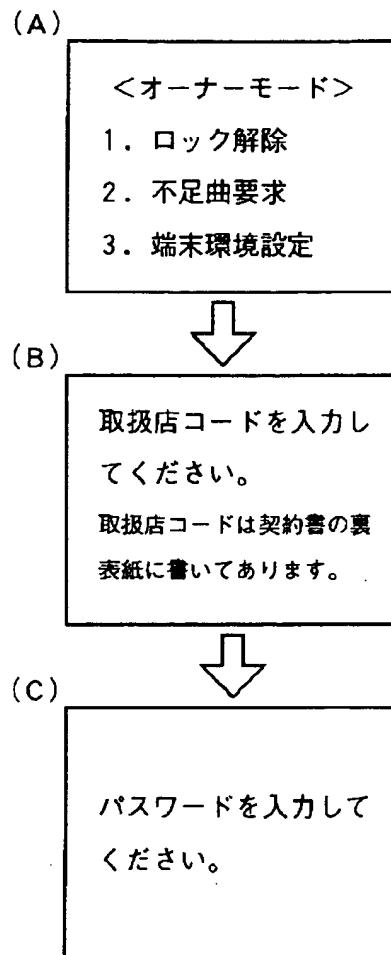 (A)
＜オーナーモード＞
1．ロック解除
2．不足曲要求
3．端末環境設定
(B)
取扱店コードを入力し
てください。
取扱店コードは契約書の裏
表紙に書いてあります。
(C)
パスワードを入力して
ください。